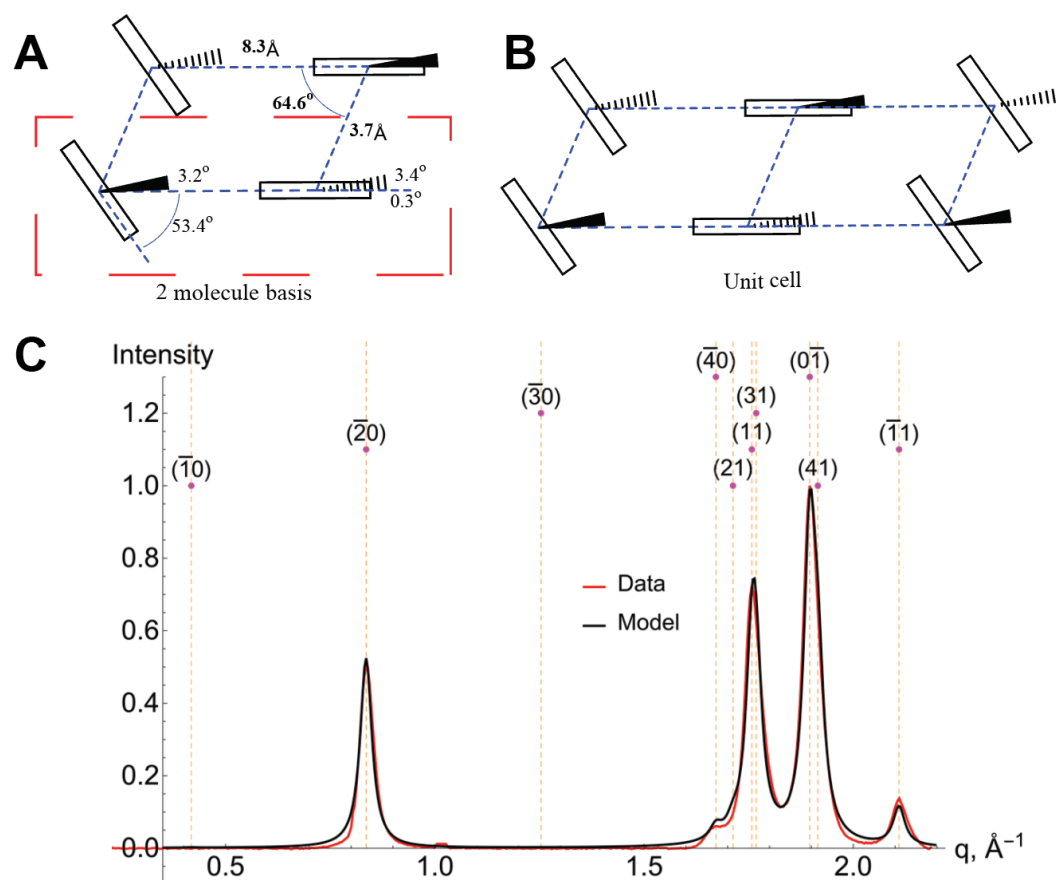 A
8.3Å
64.6°
3.7Å
3.2°
3.4°
0.3°
53.4°
2 molecule basis
B
Unit cell
C
Intensity
(4̅0)
(01̅)
(3̅0)
(31)
(2̅0)
(11)
(1̅1)
(1̅0)
(21)
(41)
1.2
1.0
0.8
0.6
0.4
0.2
0.0
Data
Model
0.5
1.0
1.5
2.0
q, Å⁻¹